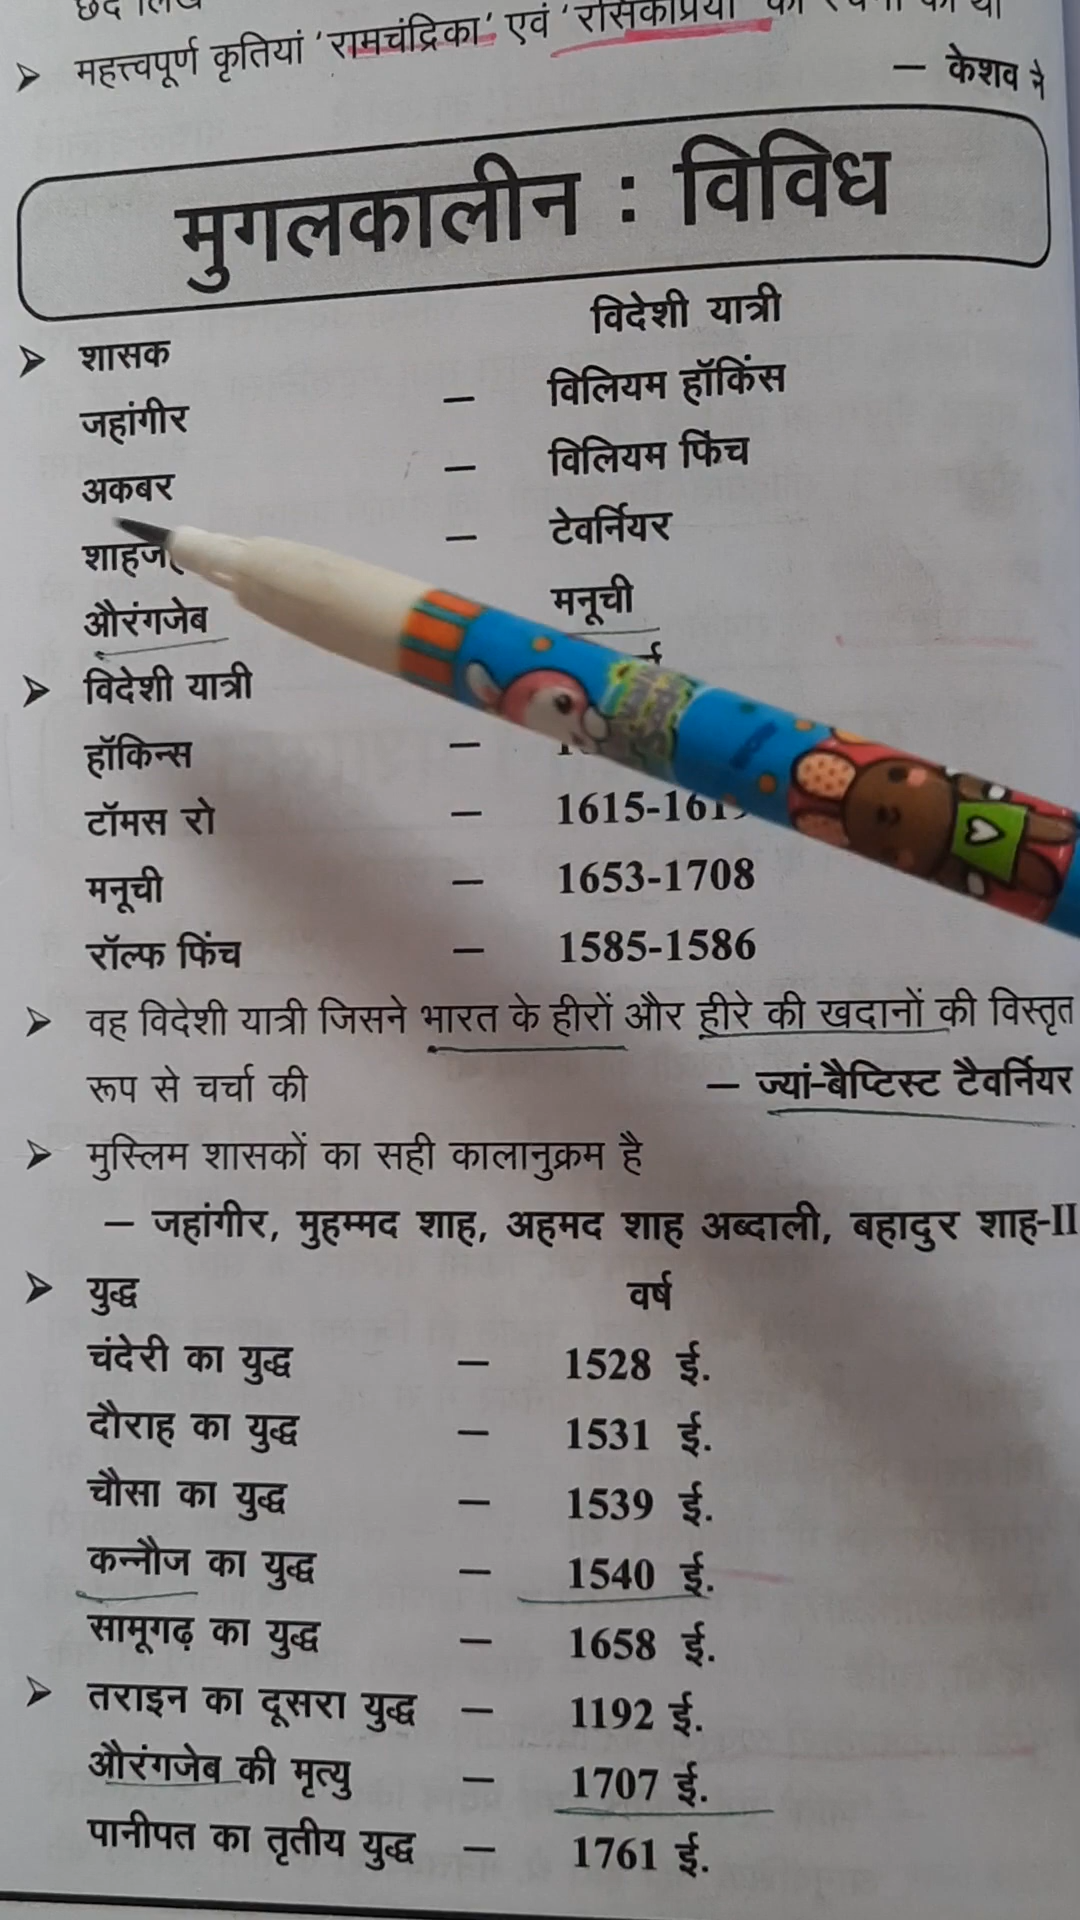 छंद लिख
महत्त्वपूर्ण कृतियां 'रामचंद्रिका' एवं 'रसिकप्रिया'
– केशव ने
मुगलकालीन : विविध
शासक विदेशी यात्री
जहांगीर – विलियम हॉकिंस
अकबर – विलियम फिंच
– टेवर्नियर
औरंगजेब मनूची
विदेशी यात्री
हॉकिन्स –
टॉमस रो – 1615-161
मनूची – 1653-1708
रॉल्फ फिंच – 1585-1586
वह विदेशी यात्री जिसने भारत के हीरों और हीरे की खदानों की विस्तृत
रूप से चर्चा की – ज्यां-बैप्टिस्ट टैवर्नियर
मुस्लिम शासकों का सही कालानुक्रम है
– जहांगीर, मुहम्मद शाह, अहमद शाह अब्दाली, बहादुर शाह-II
युद्ध वर्ष
चंदेरी का युद्ध – 1528 ई.
दौराह का युद्ध – 1531 ई.
चौसा का युद्ध – 1539 ई.
कन्नौज का युद्ध – 1540 ई.
सामूगढ़ का युद्ध – 1658 ई.
तराइन का दूसरा युद्ध – 1192 ई.
औरंगजेब की मृत्यु – 1707 ई.
पानीपत का तृतीय युद्ध – 1761 ई.